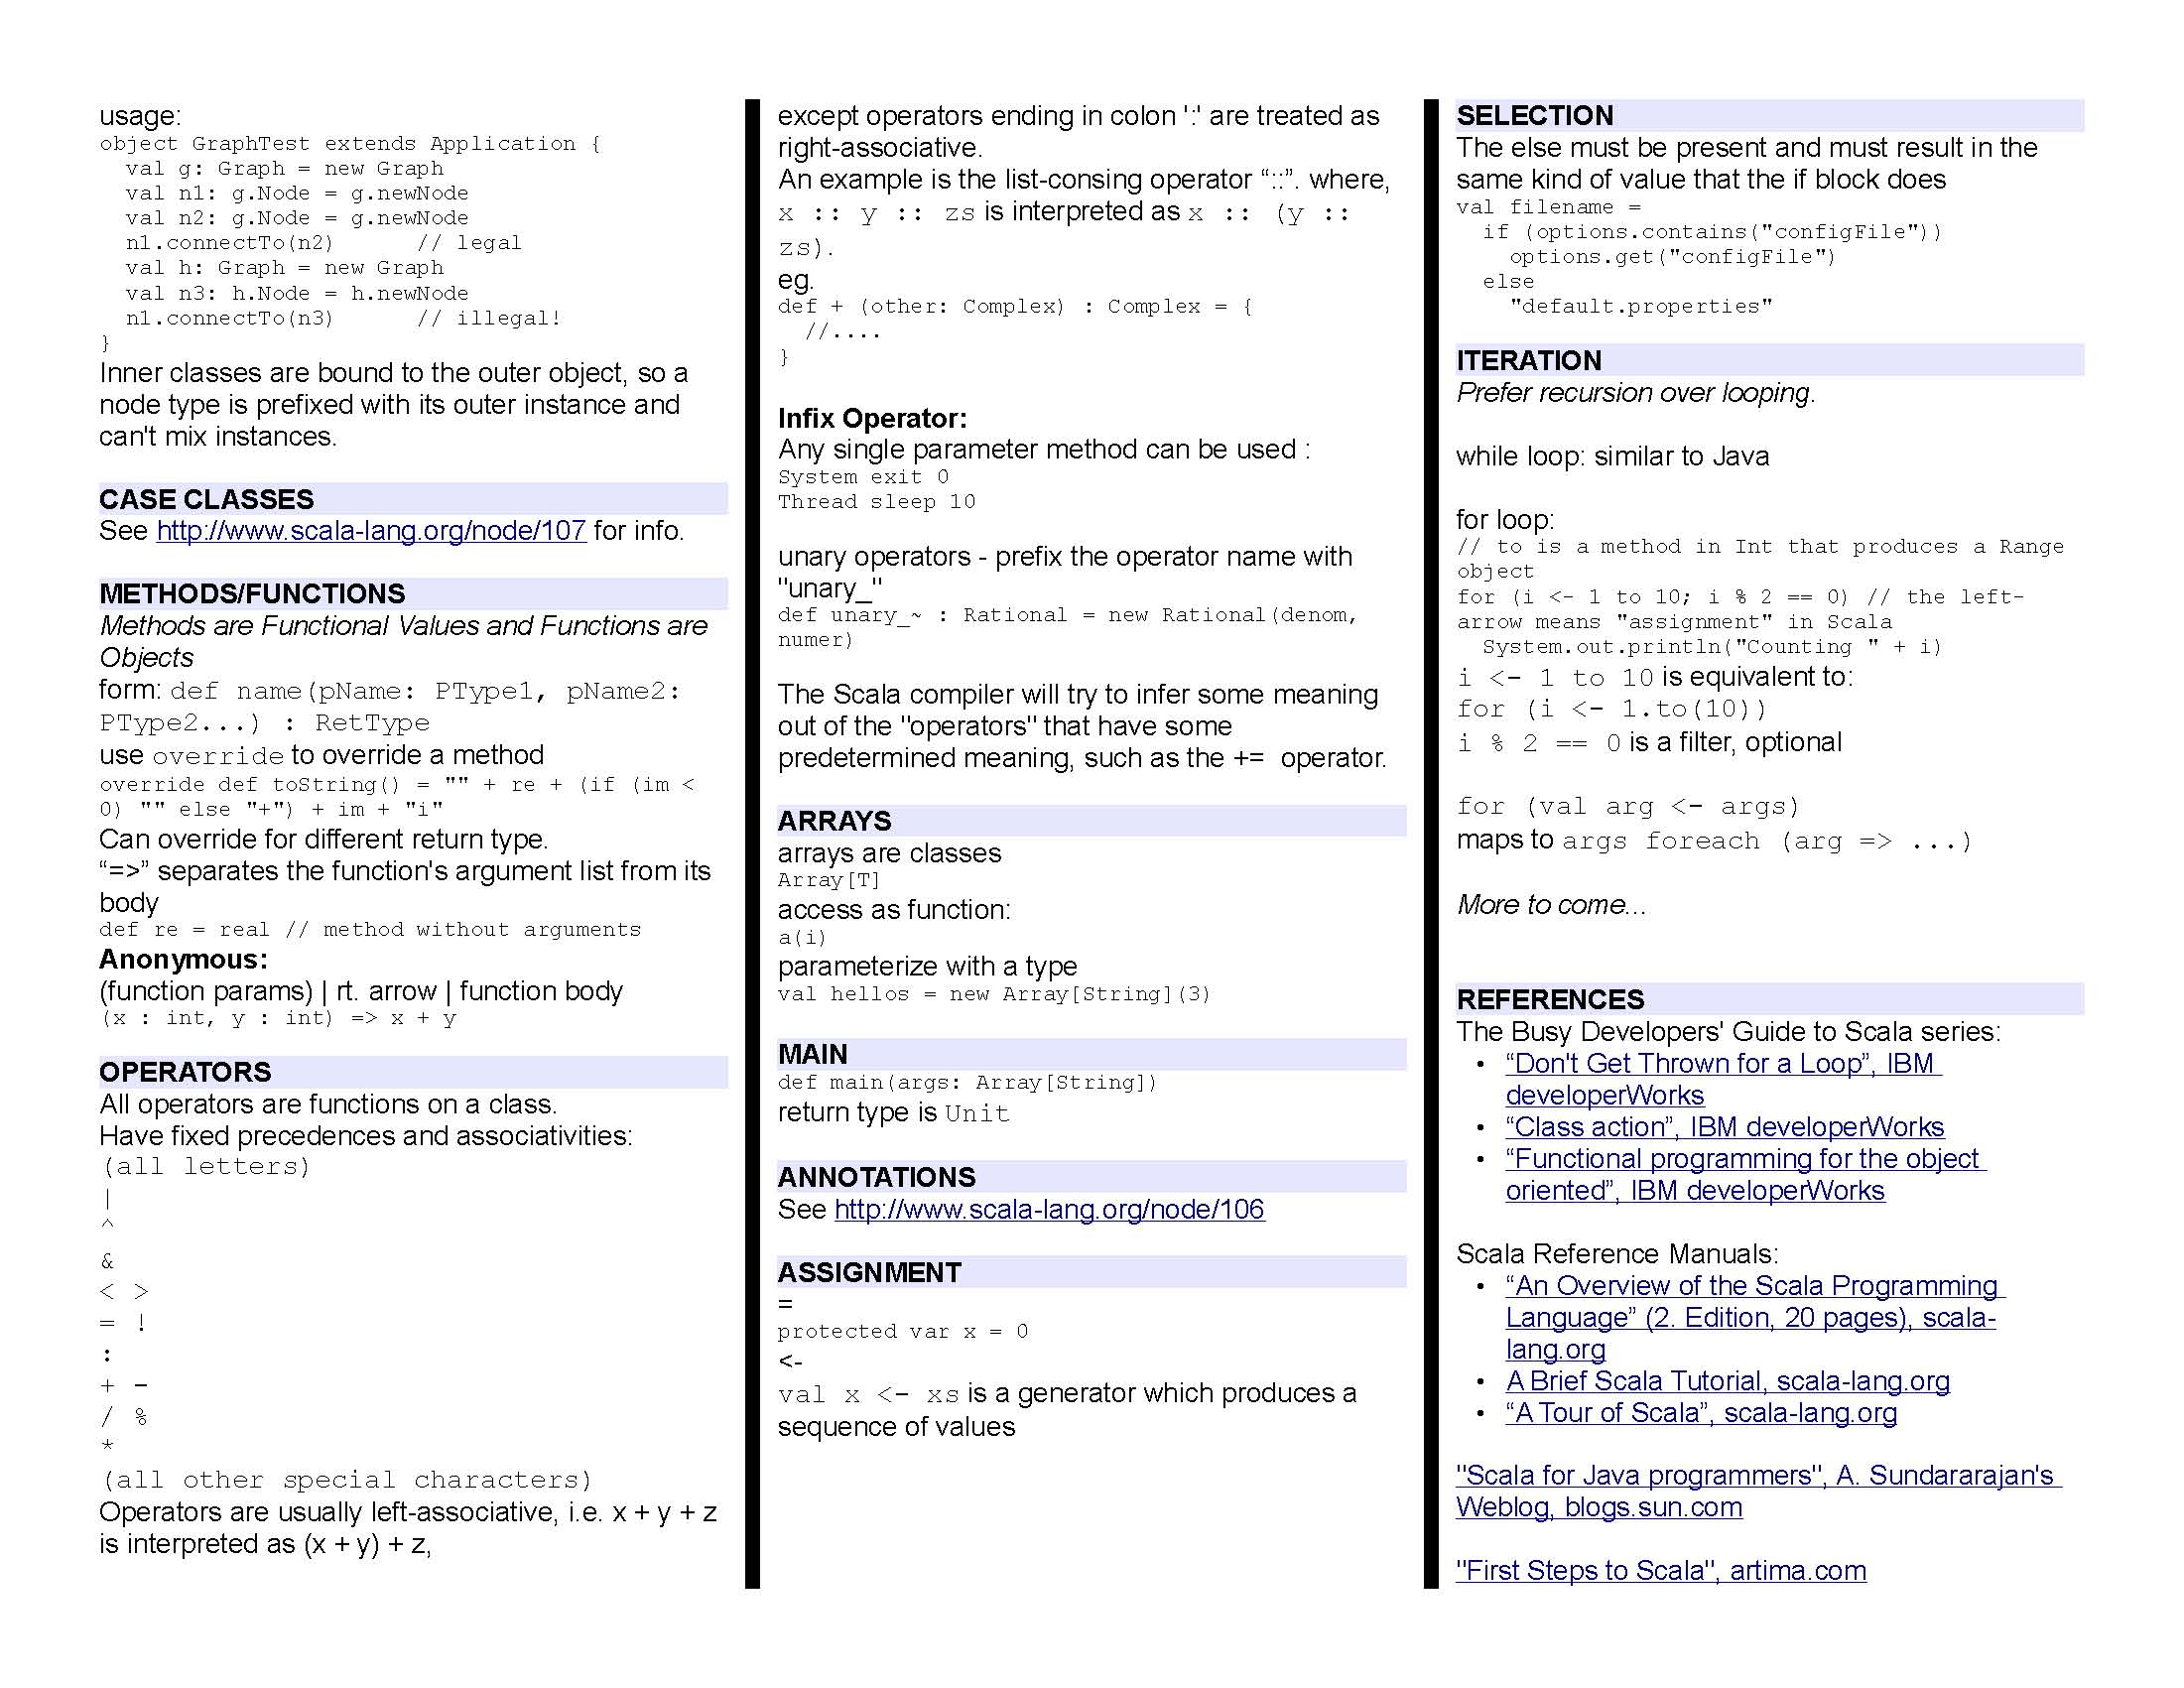 usage:
object GraphTest extends Application {
  val g: Graph = new Graph
  val n1: g.Node = g.newNode
  val n2: g.Node = g.newNode
  n1.connectTo(n2)      // legal
  val h: Graph = new Graph
  val n3: h.Node = h.newNode
  n1.connectTo(n3)      // illegal!
}
Inner classes are bound to the outer object, so a
node type is prefixed with its outer instance and
can't mix instances.
CASE CLASSES
See http://www.scala-lang.org/node/107 for info.
METHODS/FUNCTIONS
Methods are Functional Values and Functions are
Objects
form: def name(pName: PType1, pName2:
PType2...) : RetType
use override to override a method
override def toString() = "" + re + (if (im <
0) "" else "+") + im + "i"
Can override for different return type.
“=>” separates the function's argument list from its
body
def re = real // method without arguments
Anonymous:
(function params) | rt. arrow | function body
(x : int, y : int) => x + y
OPERATORS
All operators are functions on a class.
Have fixed precedences and associativities:
(all letters)
|
^
&
< >
= !
:
+ -
/ %
*
(all other special characters)
Operators are usually left-associative, i.e. x + y + z
is interpreted as (x + y) + z,
except operators ending in colon ':' are treated as
right-associative.
An example is the list-consing operator “::”. where,
x :: y :: zs is interpreted as x :: (y ::
zs).
eg.
def + (other: Complex) : Complex = {
  //....
}
Infix Operator:
Any single parameter method can be used :
System exit 0
Thread sleep 10
unary operators - prefix the operator name with
"unary_"
def unary_~ : Rational = new Rational(denom,
numer)
The Scala compiler will try to infer some meaning
out of the "operators" that have some
predetermined meaning, such as the +=  operator.
ARRAYS
arrays are classes
Array[T]
access as function:
a(i)
parameterize with a type
val hellos = new Array[String](3)
MAIN
def main(args: Array[String])
return type is Unit
ANNOTATIONS
See http://www.scala-lang.org/node/106
ASSIGNMENT
=
protected var x = 0
<-
val x <- xs is a generator which produces a
sequence of values
SELECTION
The else must be present and must result in the
same kind of value that the if block does
val filename =
  if (options.contains("configFile"))
    options.get("configFile")
  else
    "default.properties"
ITERATION
Prefer recursion over looping.
while loop: similar to Java
for loop:
// to is a method in Int that produces a Range
object
for (i <- 1 to 10; i % 2 == 0) // the left-
arrow means "assignment" in Scala
  System.out.println("Counting " + i)
i <- 1 to 10 is equivalent to:
for (i <- 1.to(10))
i % 2 == 0 is a filter, optional
for (val arg <- args)
maps to args foreach (arg => ...)
More to come...
REFERENCES
The Busy Developers' Guide to Scala series:
• “Don't Get Thrown for a Loop”, IBM
developerWorks
• “Class action”, IBM developerWorks
• “Functional programming for the object
oriented”, IBM developerWorks
Scala Reference Manuals:
• “An Overview of the Scala Programming
Language” (2. Edition, 20 pages), scala-
lang.org
• A Brief Scala Tutorial, scala-lang.org
• “A Tour of Scala”, scala-lang.org
"Scala for Java programmers", A. Sundararajan's
Weblog, blogs.sun.com
"First Steps to Scala", artima.com